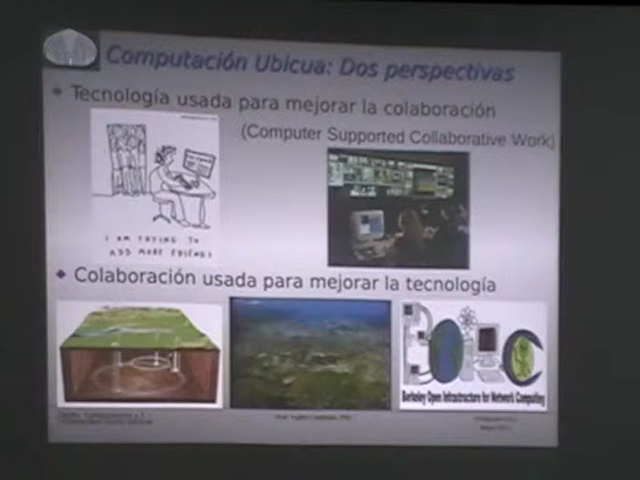 Computación Ubicua: Dos perspectivas
Tecnología usada para mejorar la colaboración
(Computer Supported Collaborative Work)
I AM TRYING TO
ADD MORE FRIENDS
Colaboración usada para mejorar la tecnología
BOINC
Berkeley Open Infrastructure for Network Computing